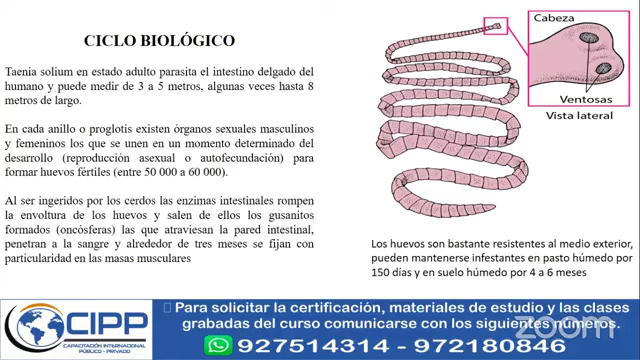 CICLO BIOLÓGICO
Taenia solium en estado adulto parasita el intestino delgado del
humano y puede medir de 3 a 5 metros, algunas veces hasta 8
metros de largo.
En cada anillo o proglotis existen órganos sexuales masculinos
y femeninos los que se unen en un momento determinado del
desarrollo (reproducción asexual o autofecundación) para
formar huevos fértiles (entre 50 000 a 60 000).
Al ser ingeridos por los cerdos las enzimas intestinales rompen
la envoltura de los huevos y salen de ellos los gusanitos
formados (oncósferas) las que atraviesan la pared intestinal,
penetran a la sangre y alrededor de tres meses se fijan con
particularidad en las masas musculares
Cabeza
Ventosas
Vista lateral
Los huevos son bastante resistentes al medio exterior,
pueden mantenerse infestantes en pasto húmedo por
150 días y en suelo húmedo por 4 a 6 meses
CIPP
CAPACITACIÓN INTERNACIONAL
PÚBLICO - PRIVADO
Para solicitar la certificación, materiales de estudio y las clases
grabadas del curso comunicarse con los siguientes números.
927514314 - 972180846
zoom